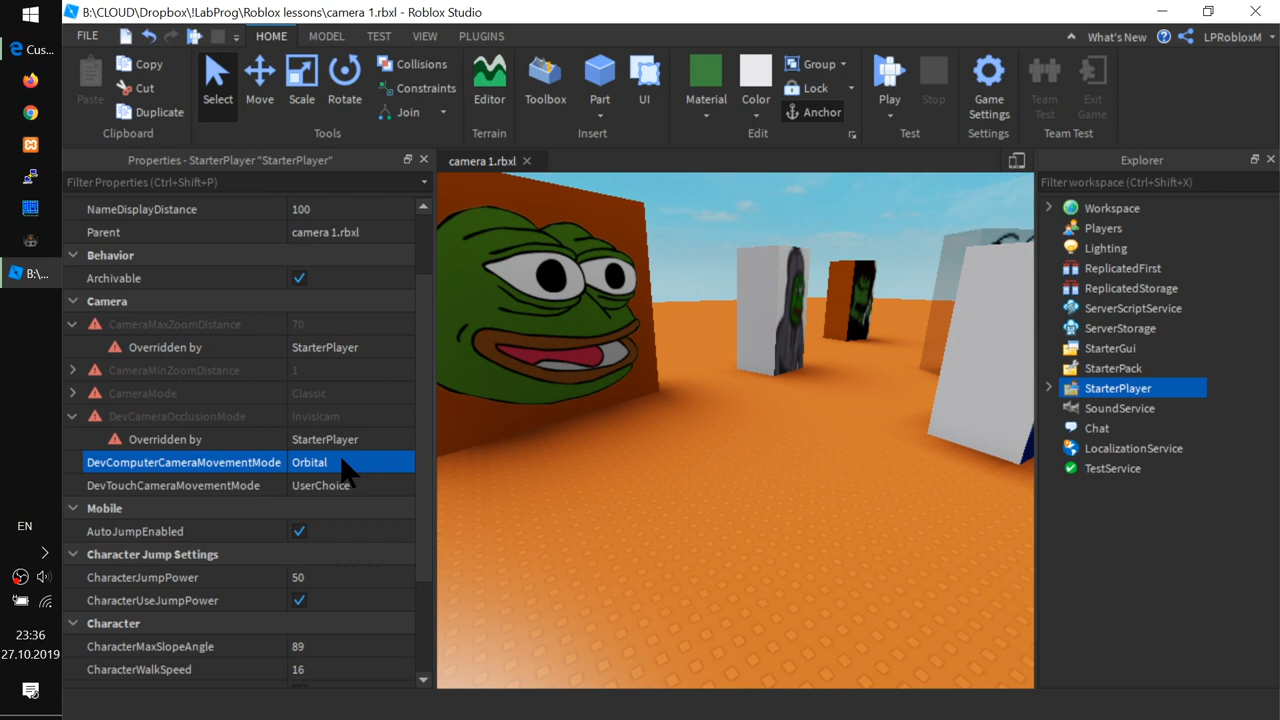 B:\CLOUD\Dropbox\!LabProg\Roblox lessons\camera 1.rbxl - Roblox Studio
Cus...
B:\...
EN
23:36
27.10.2019
FILE
HOME
MODEL
TEST
VIEW
PLUGINS
What's New
LPRobloxM
Paste
Copy
Cut
Duplicate
Clipboard
Select
Move
Scale
Rotate
Collisions
Constraints
Join
Tools
Editor
Terrain
Toolbox
Part
UI
Insert
Material
Color
Group
Lock
Anchor
Edit
Play
Stop
Test
Game
Settings
Settings
Team
Test
Exit
Game
Team Test
Properties - StarterPlayer "StarterPlayer"
Filter Properties (Ctrl+Shift+P)
NameDisplayDistance 100
Parent camera 1.rbxl
Behavior
Archivable
Camera
CameraMaxZoomDistance 70
Overridden by StarterPlayer
CameraMinZoomDistance 1
CameraMode Classic
DevCameraOcclusionMode Invisicam
Overridden by StarterPlayer
DevComputerCameraMovementMode Orbital
DevTouchCameraMovementMode UserChoice
Mobile
AutoJumpEnabled
Character Jump Settings
CharacterJumpPower 50
CharacterUseJumpPower
Character
CharacterMaxSlopeAngle 89
CharacterWalkSpeed 16
camera 1.rbxl
Explorer
Filter workspace (Ctrl+Shift+X)
Workspace
Players
Lighting
ReplicatedFirst
ReplicatedStorage
ServerScriptService
ServerStorage
StarterGui
StarterPack
StarterPlayer
SoundService
Chat
LocalizationService
TestService